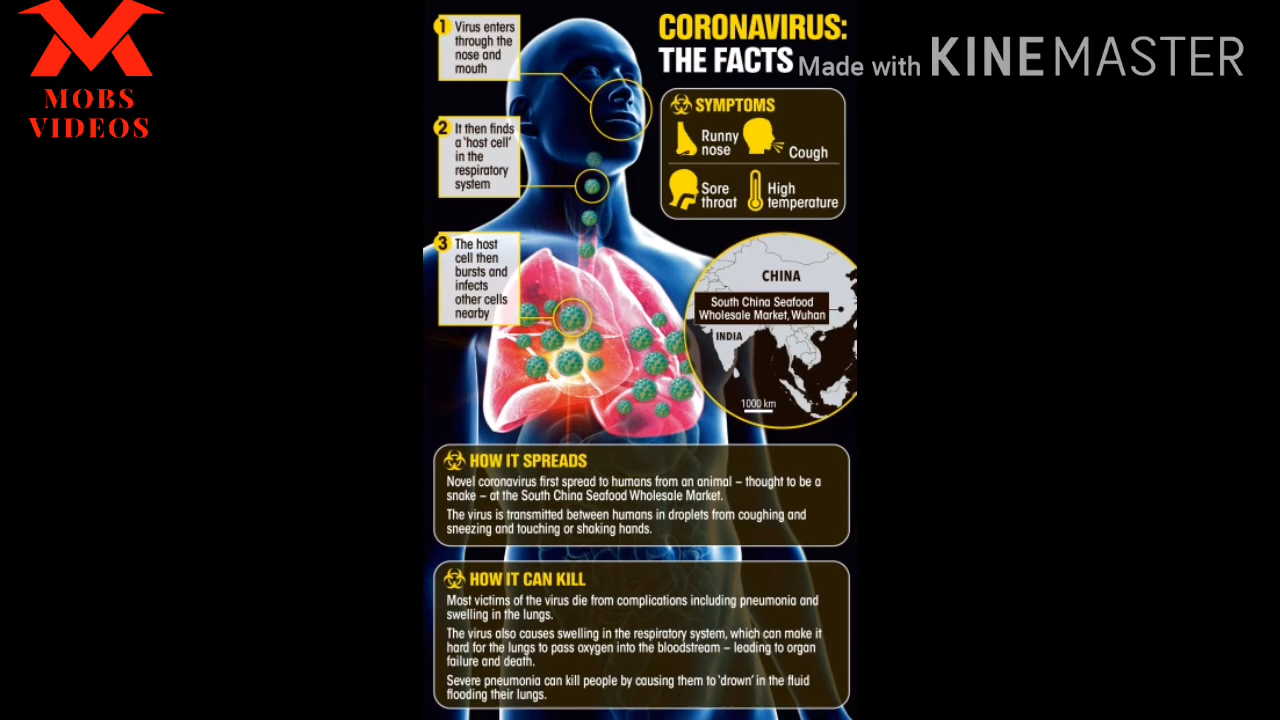 MOBS
VIDEOS
CORONAVIRUS:
THE FACTS
Made with KINEMASTER
1 Virus enters
through the
nose and
mouth
2 It then finds
a 'host cell'
in the
respiratory
system
3 The host
cell then
bursts and
infects
other cells
nearby
SYMPTOMS
Runny
nose
Cough
Sore
throat
High
temperature
CHINA
South China Seafood
Wholesale Market, Wuhan
INDIA
1000 km
HOW IT SPREADS
Novel coronavirus first spread to humans from an animal – thought to be a
snake – at the South China Seafood Wholesale Market.
The virus is transmitted between humans in droplets from coughing and
sneezing and touching or shaking hands.
HOW IT CAN KILL
Most victims of the virus die from complications including pneumonia and
swelling in the lungs.
The virus also causes swelling in the respiratory system, which can make it
hard for the lungs to pass oxygen into the bloodstream – leading to organ
failure and death.
Severe pneumonia can kill people by causing them to 'drown' in the fluid
flooding their lungs.